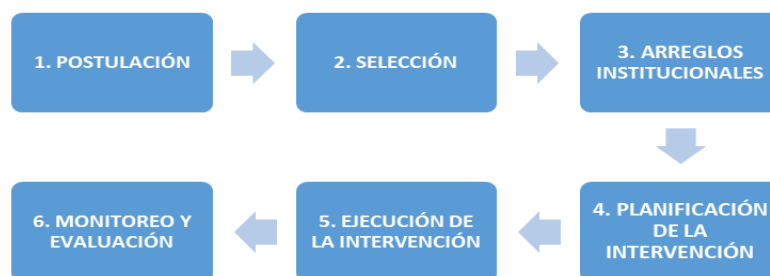 1. POSTULACIÓN
2. SELECCIÓN
3. ARREGLOS
INSTITUCIONALES
4. PLANIFICACIÓN
DE LA
INTERVENCIÓN
5. EJECUCIÓN DE
LA INTERVENCIÓN
6. MONITOREO Y
EVALUACIÓN